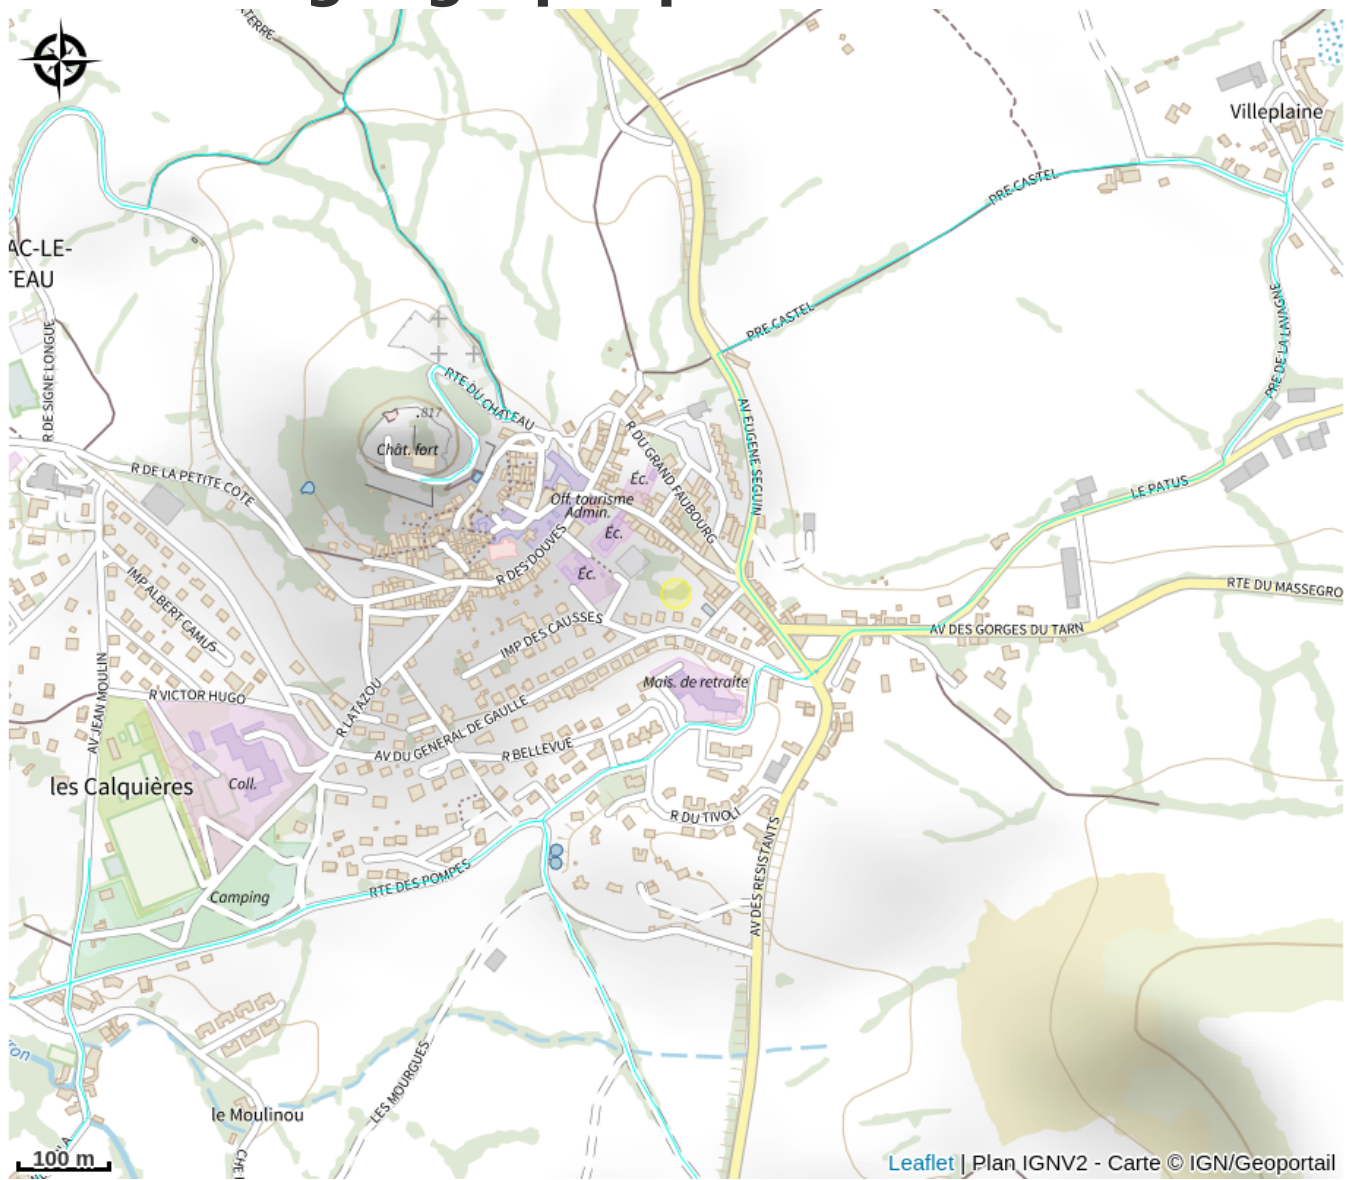 Villeplaine
PRE CASTEL
AC-LE-
TEAU
PRE CASTEL
PRE DE LA LAVAGNE
R DE SIGNE LONGUE
RTE DU CHATEAU
.817
Chât. fort
AV EUGENE SEGUIN
R DU GRAND FAUBOURG
R DE LA PETITE COTE
Éc.
Off. tourisme
Admin.
LE PATUS
Éc.
R DES DOUVES
Éc.
IMP ALBERT CAMUS
RTE DU MASSEGRO
IMP DES CAUSSES
AV DES GORGES DU TARN
Mais. de retraite
AV JEAN MOULIN
R VICTOR HUGO
R LATAZOU
AV DU GENERAL DE GAULLE
R BELLEVUE
les Calquières
Coll.
R DU TIVOLI
AV DES RESISTANTS
RTE DES POMPES
Camping
ron
LES MOURGUES
le Moulinou
CHE
100 m
Leaflet | Plan IGNV2 - Carte © IGN/Geoportail